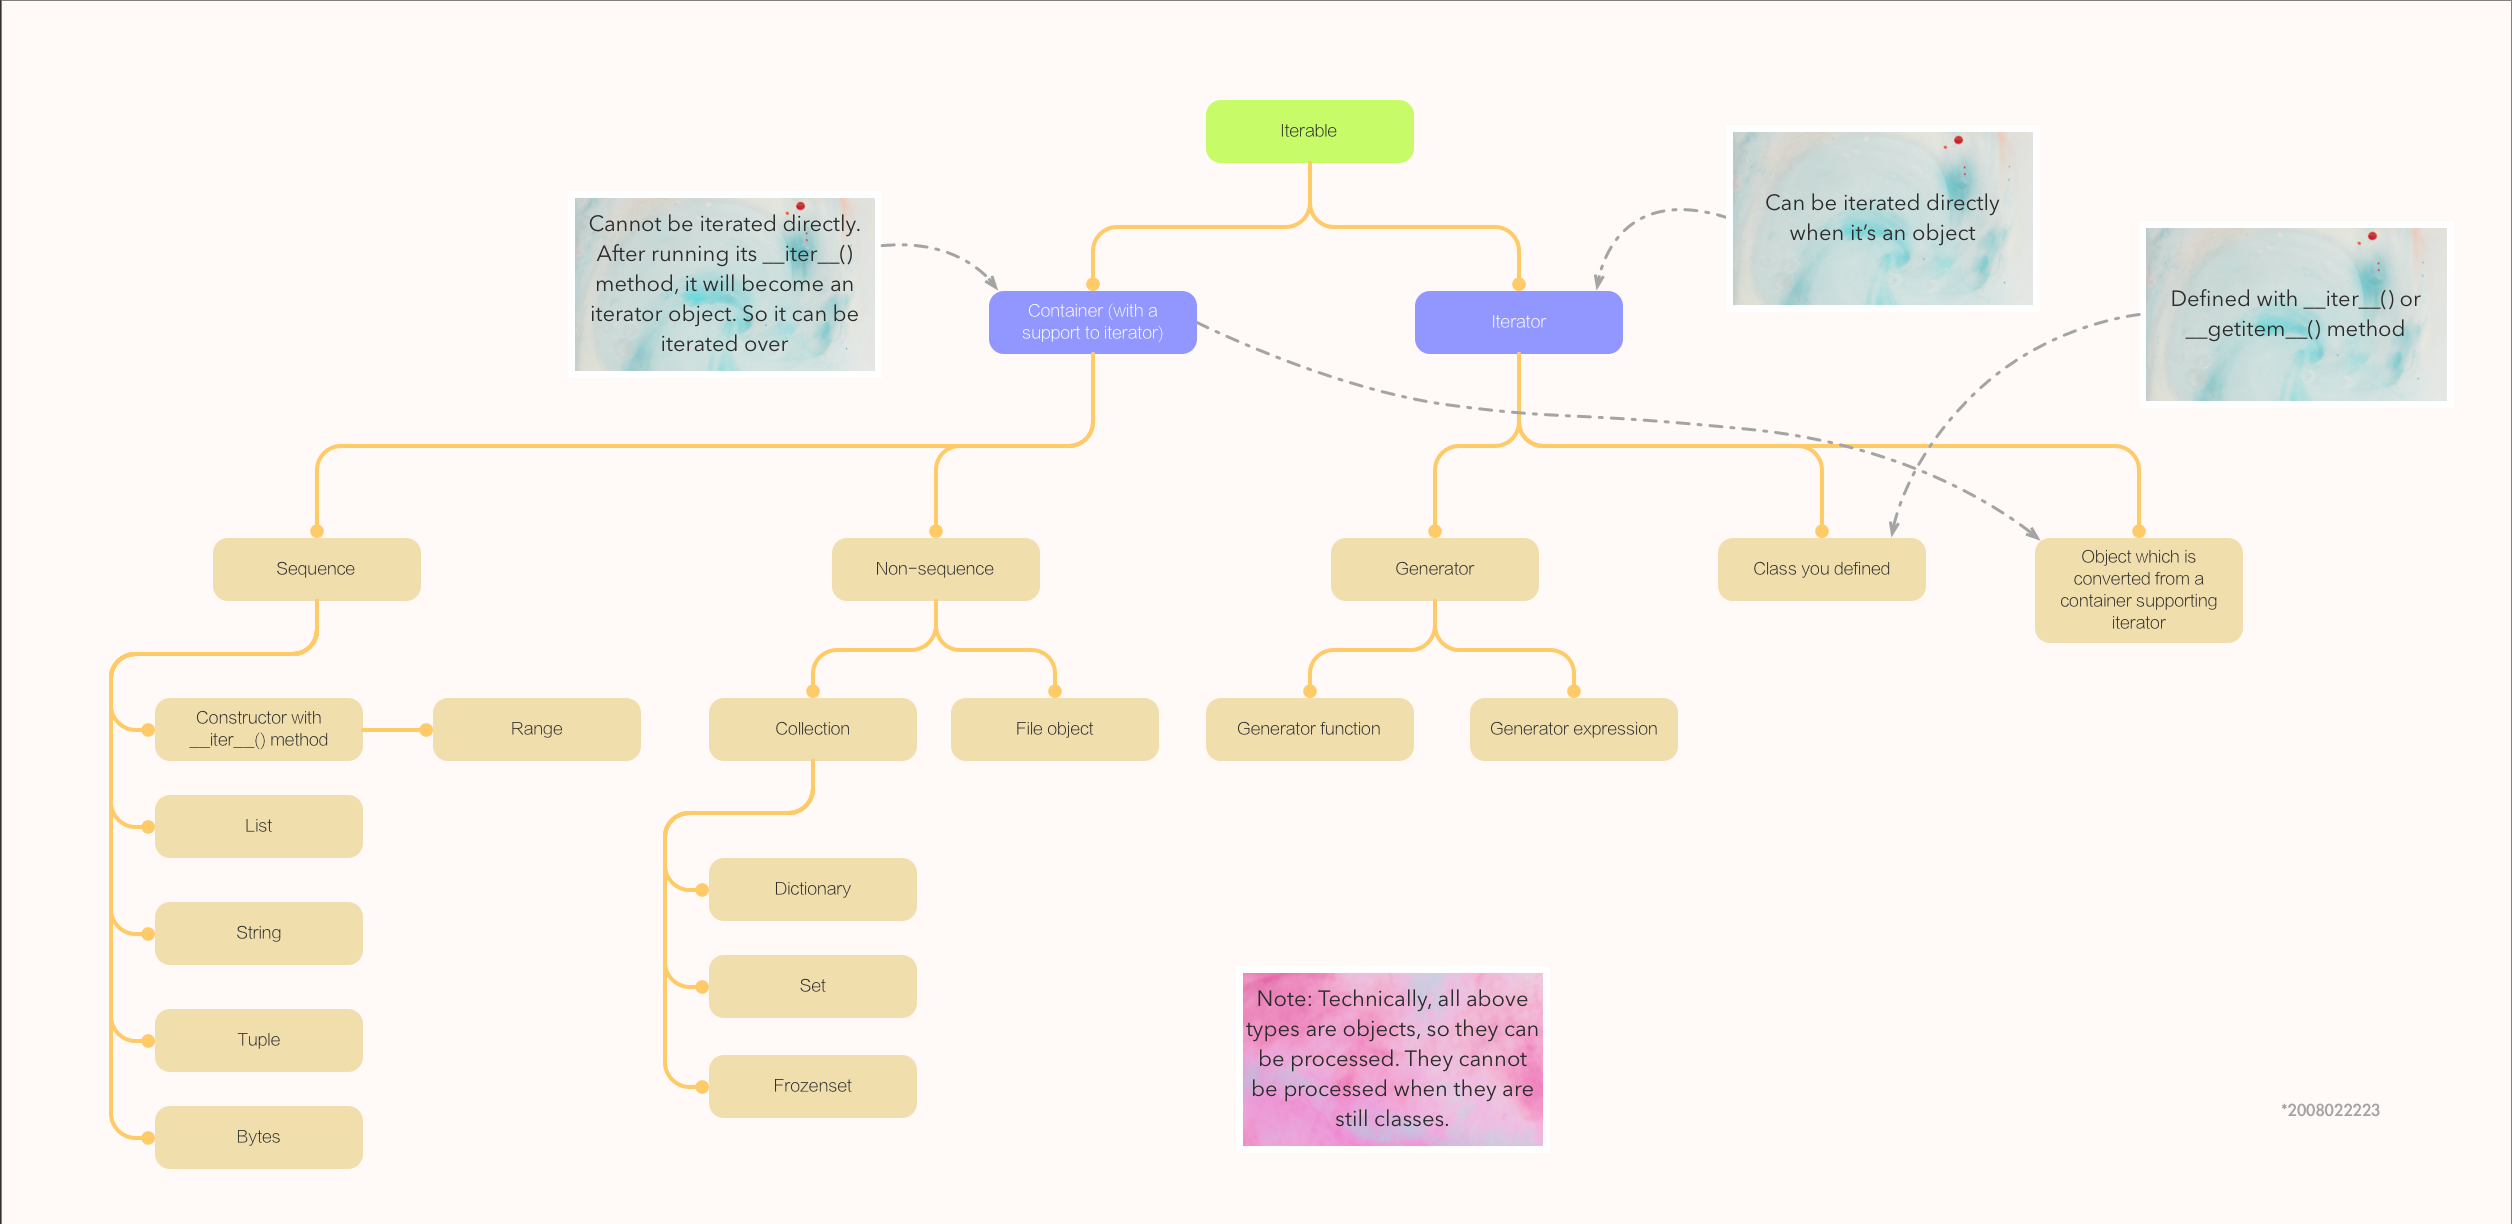 Iterable
Cannot be iterated directly.
After running its __iter__()
method, it will become an
iterator object. So it can be
iterated over
Can be iterated directly
when it’s an object
Defined with __iter__() or
__getitem__() method
Container (with a
support to iterator)
Iterator
Sequence
Non-sequence
Generator
Class you defined
Object which is
converted from a
container supporting
iterator
Constructor with
__iter__() method
Range
Collection
File object
Generator function
Generator expression
List
String
Tuple
Bytes
Dictionary
Set
Frozenset
Note: Technically, all above
types are objects, so they can
be processed. They cannot
be processed when they are
still classes.
*2008022223